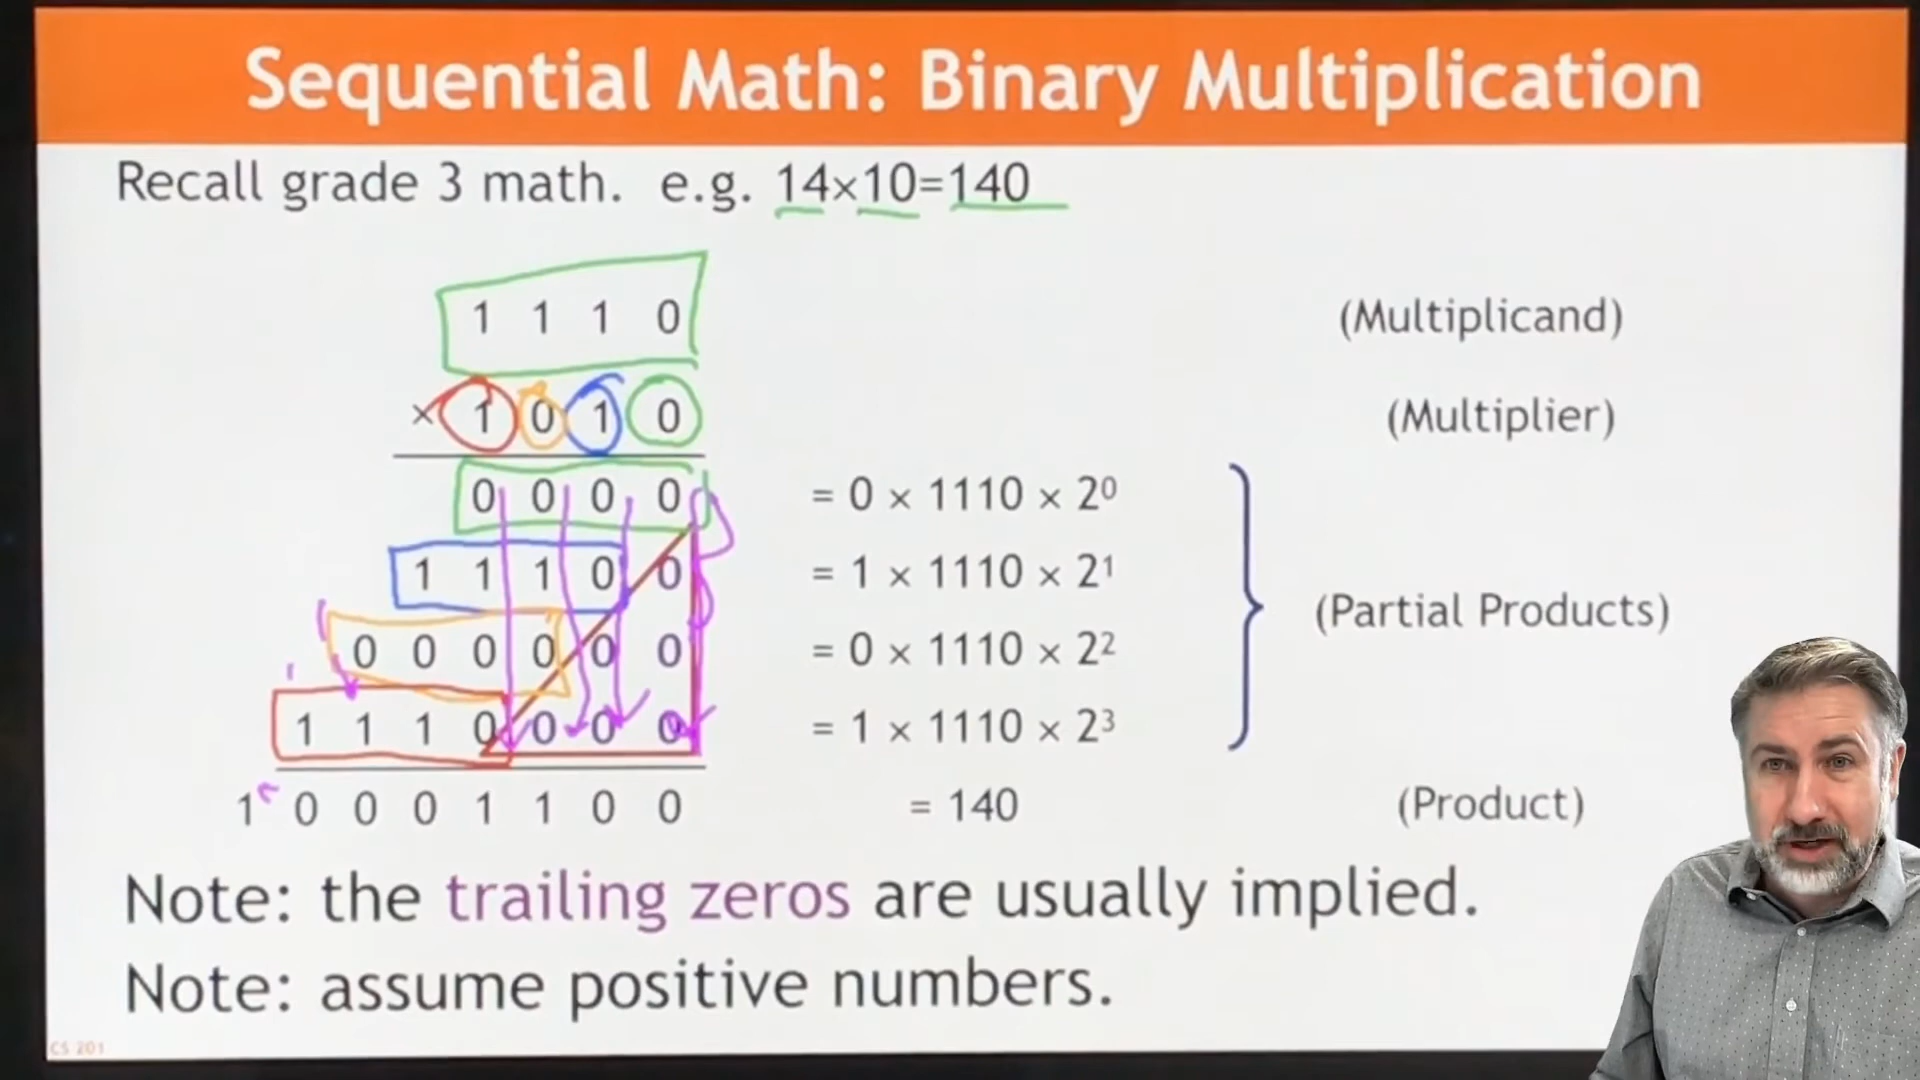 Sequential Math: Binary Multiplication
Recall grade 3 math. e.g. 14×10=140
1 1 1 0 (Multiplicand)
× 1 0 1 0 (Multiplier)
0 0 0 0 = 0 × 1110 × 2⁰
1 1 1 0 0 = 1 × 1110 × 2¹
(Partial Products)
0 0 0 0 0 0 = 0 × 1110 × 2²
1 1 1 0 0 0 0 = 1 × 1110 × 2³
1 0 0 0 1 1 0 0 = 140 (Product)
Note: the trailing zeros are usually implied.
Note: assume positive numbers.
CS 201